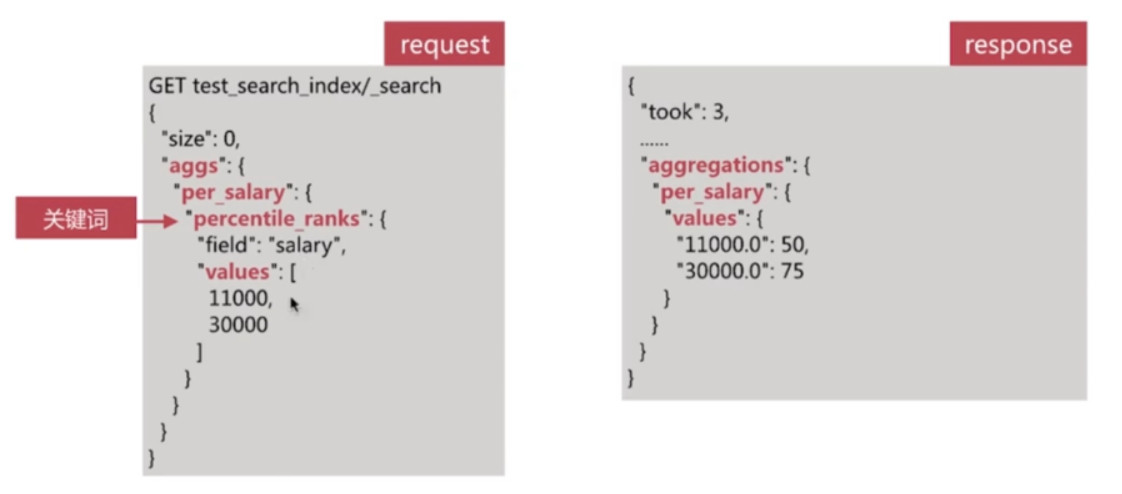 request
GET test_search_index/_search
{
"size": 0,
"aggs": {
"per_salary": {
"percentile_ranks": {
"field": "salary",
"values": [
11000,
30000
]
}
}
}
}
关键词
response
{
"took": 3,
......
"aggregations": {
"per_salary": {
"values": {
"11000.0": 50,
"30000.0": 75
}
}
}
}